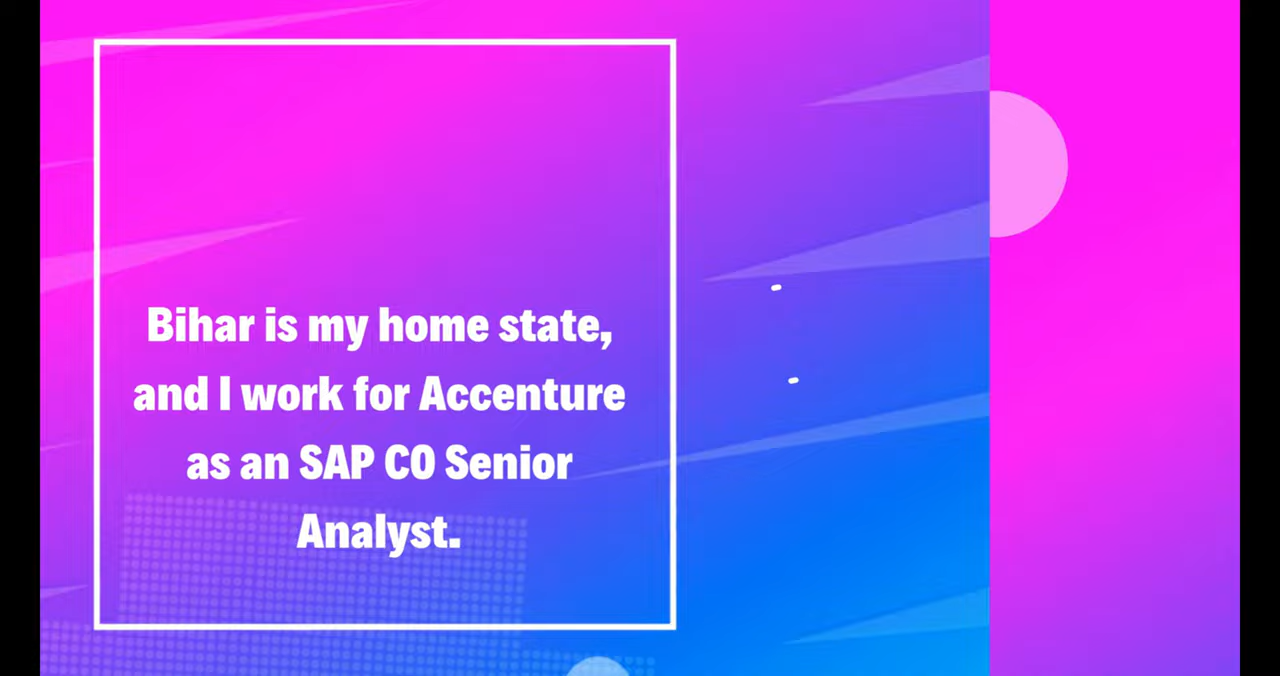 Bihar is my home state,
and I work for Accenture
as an SAP CO Senior
Analyst.